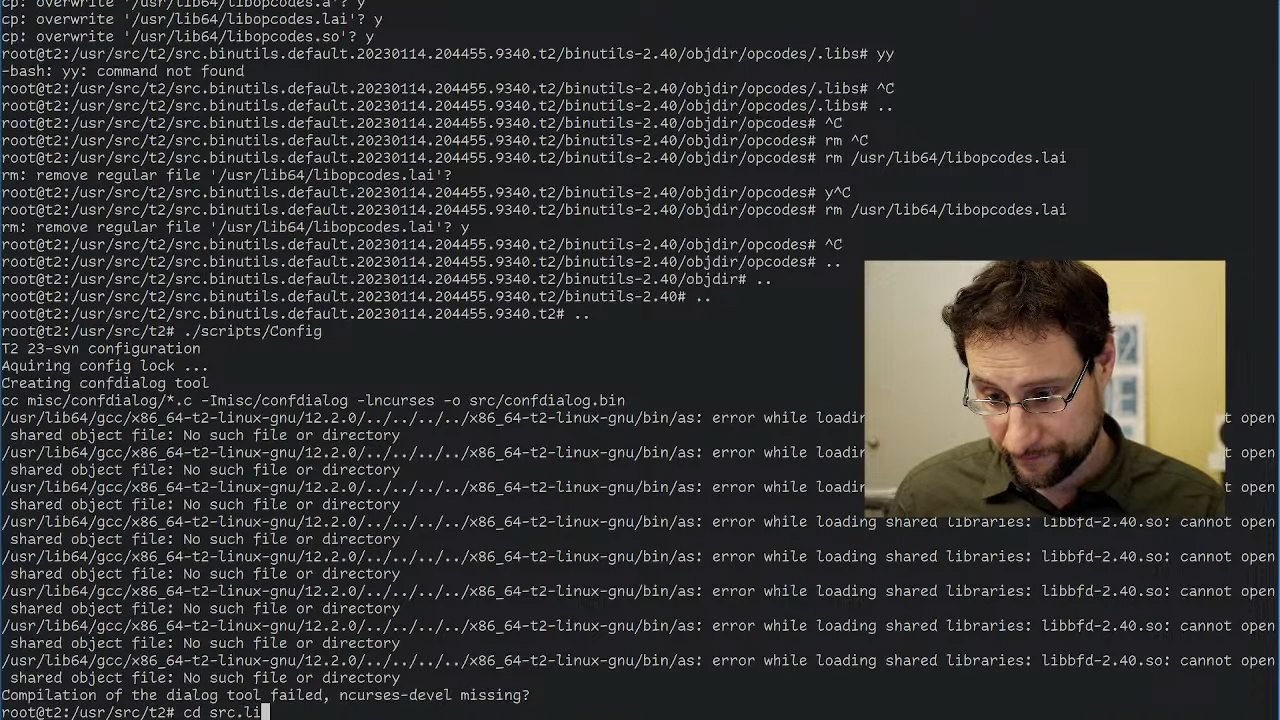 cp: overwrite '/usr/lib64/libopcodes.a'? y
cp: overwrite '/usr/lib64/libopcodes.lai'? y
cp: overwrite '/usr/lib64/libopcodes.so'? y
root@t2:/usr/src/t2/src.binutils.default.20230114.204455.9340.t2/binutils-2.40/objdir/opcodes/.libs# yy
-bash: yy: command not found
root@t2:/usr/src/t2/src.binutils.default.20230114.204455.9340.t2/binutils-2.40/objdir/opcodes/.libs# ^C
root@t2:/usr/src/t2/src.binutils.default.20230114.204455.9340.t2/binutils-2.40/objdir/opcodes/.libs# ..
root@t2:/usr/src/t2/src.binutils.default.20230114.204455.9340.t2/binutils-2.40/objdir/opcodes# ^C
root@t2:/usr/src/t2/src.binutils.default.20230114.204455.9340.t2/binutils-2.40/objdir/opcodes# rm ^C
root@t2:/usr/src/t2/src.binutils.default.20230114.204455.9340.t2/binutils-2.40/objdir/opcodes# rm /usr/lib64/libopcodes.lai
rm: remove regular file '/usr/lib64/libopcodes.lai'?
root@t2:/usr/src/t2/src.binutils.default.20230114.204455.9340.t2/binutils-2.40/objdir/opcodes# y^C
root@t2:/usr/src/t2/src.binutils.default.20230114.204455.9340.t2/binutils-2.40/objdir/opcodes# rm /usr/lib64/libopcodes.lai
rm: remove regular file '/usr/lib64/libopcodes.lai'? y
root@t2:/usr/src/t2/src.binutils.default.20230114.204455.9340.t2/binutils-2.40/objdir/opcodes# ^C
root@t2:/usr/src/t2/src.binutils.default.20230114.204455.9340.t2/binutils-2.40/objdir/opcodes# ..
root@t2:/usr/src/t2/src.binutils.default.20230114.204455.9340.t2/binutils-2.40/objdir# ..
root@t2:/usr/src/t2/src.binutils.default.20230114.204455.9340.t2/binutils-2.40# ..
root@t2:/usr/src/t2/src.binutils.default.20230114.204455.9340.t2# ..
root@t2:/usr/src/t2# ./scripts/Config
T2 23-svn configuration
Aquiring config lock ...
Creating confdialog tool
cc misc/confdialog/*.c -Imisc/confdialog -lncurses -o src/confdialog.bin
/usr/lib64/gcc/x86_64-t2-linux-gnu/12.2.0/../../../../x86_64-t2-linux-gnu/bin/as: error while loadin t open
shared object file: No such file or directory
/usr/lib64/gcc/x86_64-t2-linux-gnu/12.2.0/../../../../x86_64-t2-linux-gnu/bin/as: error while loadin t open
shared object file: No such file or directory
/usr/lib64/gcc/x86_64-t2-linux-gnu/12.2.0/../../../../x86_64-t2-linux-gnu/bin/as: error while loadin ot open
shared object file: No such file or directory
/usr/lib64/gcc/x86_64-t2-linux-gnu/12.2.0/../../../../x86_64-t2-linux-gnu/bin/as: error while loading shared libraries: libbfd-2.40.so: cannot open
shared object file: No such file or directory
/usr/lib64/gcc/x86_64-t2-linux-gnu/12.2.0/../../../../x86_64-t2-linux-gnu/bin/as: error while loading shared libraries: libbfd-2.40.so: cannot open
shared object file: No such file or directory
/usr/lib64/gcc/x86_64-t2-linux-gnu/12.2.0/../../../../x86_64-t2-linux-gnu/bin/as: error while loading shared libraries: libbfd-2.40.so: cannot open
shared object file: No such file or directory
/usr/lib64/gcc/x86_64-t2-linux-gnu/12.2.0/../../../../x86_64-t2-linux-gnu/bin/as: error while loading shared libraries: libbfd-2.40.so: cannot open
shared object file: No such file or directory
/usr/lib64/gcc/x86_64-t2-linux-gnu/12.2.0/../../../../x86_64-t2-linux-gnu/bin/as: error while loading shared libraries: libbfd-2.40.so: cannot open
shared object file: No such file or directory
Compilation of the dialog tool failed, ncurses-devel missing?
root@t2:/usr/src/t2# cd src.li